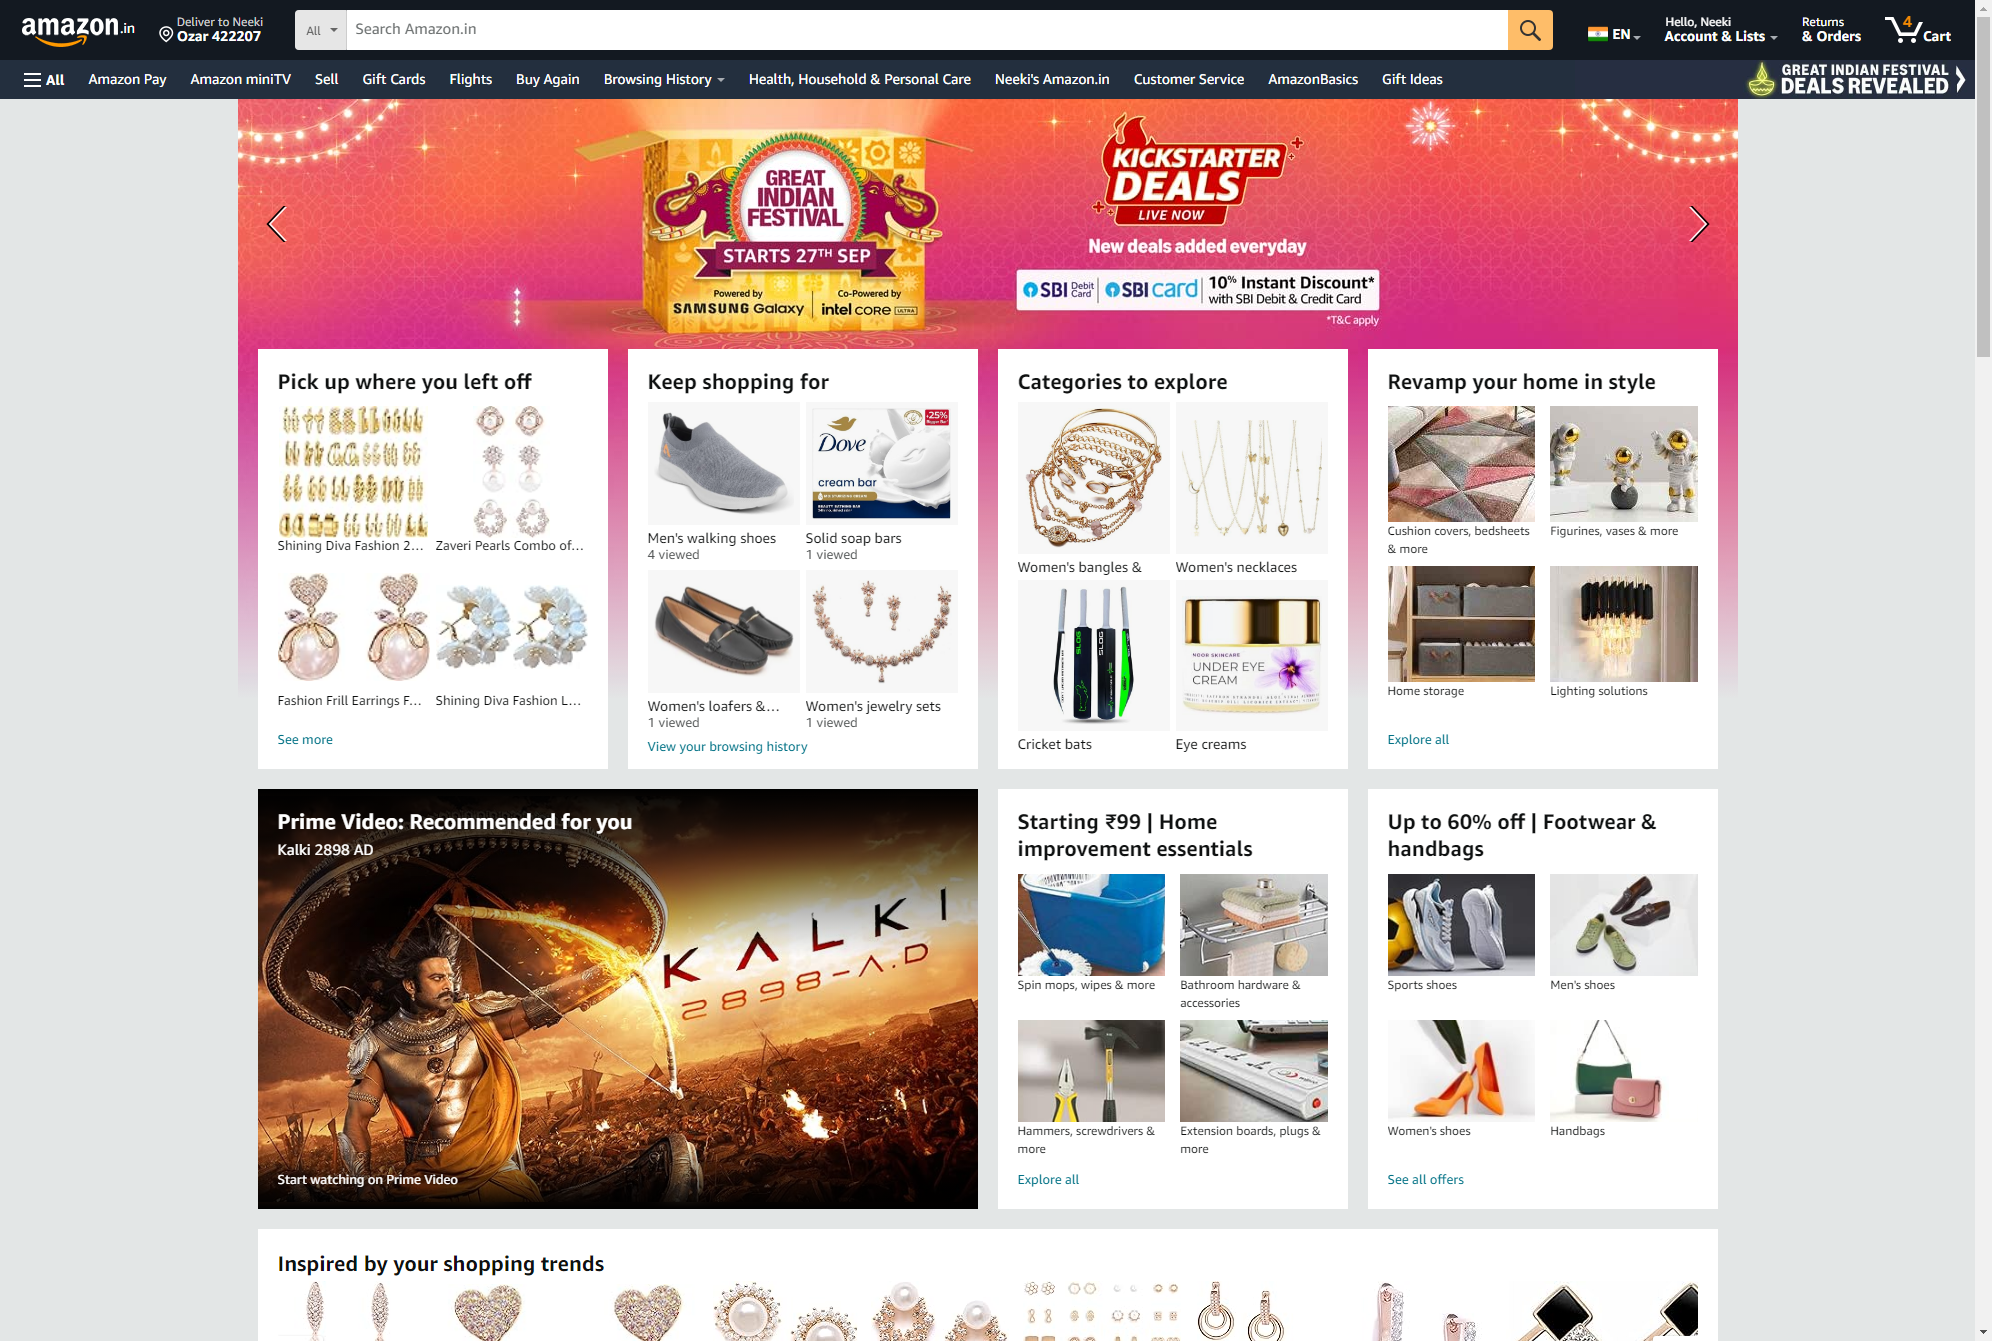 amazon.in
Deliver to Neeki
Ozar 422207
All
Search Amazon.in
EN
Hello, Neeki
Account & Lists
Returns
& Orders
4
Cart
All
Amazon Pay
Amazon miniTV
Sell
Gift Cards
Flights
Buy Again
Browsing History
Health, Household & Personal Care
Neeki's Amazon.in
Customer Service
AmazonBasics
Gift Ideas
GREAT INDIAN FESTIVAL
DEALS REVEALED
GREAT
INDIAN
FESTIVAL
STARTS 27TH SEP
Powered by
SAMSUNG Galaxy
Co-Powered by
intel CORE ULTRA
KICKSTARTER
DEALS
LIVE NOW
New deals added everyday
SBI Debit Card
SBI card
10% Instant Discount*
with SBI Debit & Credit Card
*T&C apply
Pick up where you left off
Shining Diva Fashion 2...
Zaveri Pearls Combo of...
Fashion Frill Earrings F...
Shining Diva Fashion L...
See more
Keep shopping for
Dove
cream bar
+25%
Men's walking shoes
4 viewed
Solid soap bars
1 viewed
Women's loafers &...
1 viewed
Women's jewelry sets
1 viewed
View your browsing history
Categories to explore
Women's bangles &
Women's necklaces
SLOG
SLOG
NOOR SKINCARE
UNDER EYE
CREAM
Cricket bats
Eye creams
Revamp your home in style
Cushion covers, bedsheets
& more
Figurines, vases & more
Home storage
Lighting solutions
Explore all
Prime Video: Recommended for you
Kalki 2898 AD
KALKI
2898-A.D
Start watching on Prime Video
Starting ₹99 | Home
improvement essentials
Spin mops, wipes & more
Bathroom hardware &
accessories
Hammers, screwdrivers &
more
Extension boards, plugs &
more
Explore all
Up to 60% off | Footwear &
handbags
Sports shoes
Men's shoes
Women's shoes
Handbags
See all offers
Inspired by your shopping trends